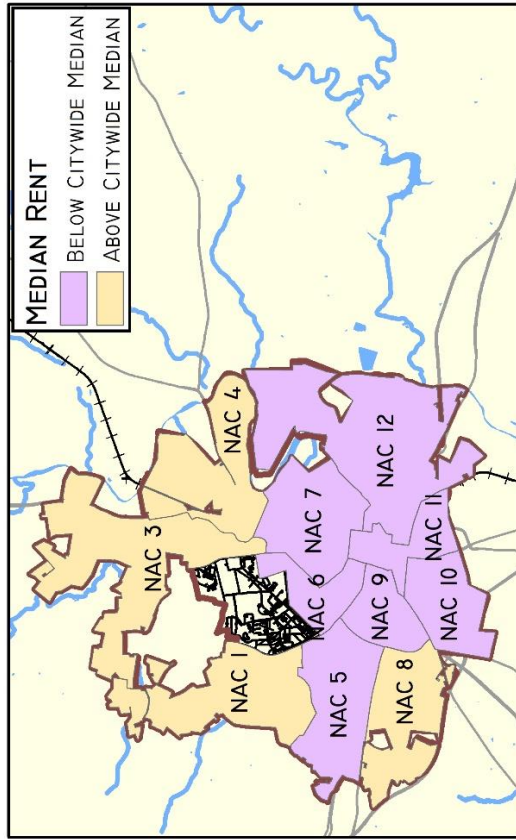 MEDIAN RENT
BELOW CITYWIDE MEDIAN
ABOVE CITYWIDE MEDIAN
NAC 3
NAC 4
NAC 1
NAC 7
NAC 6
NAC 12
NAC 5
NAC 9
NAC 11
NAC 8
NAC 10